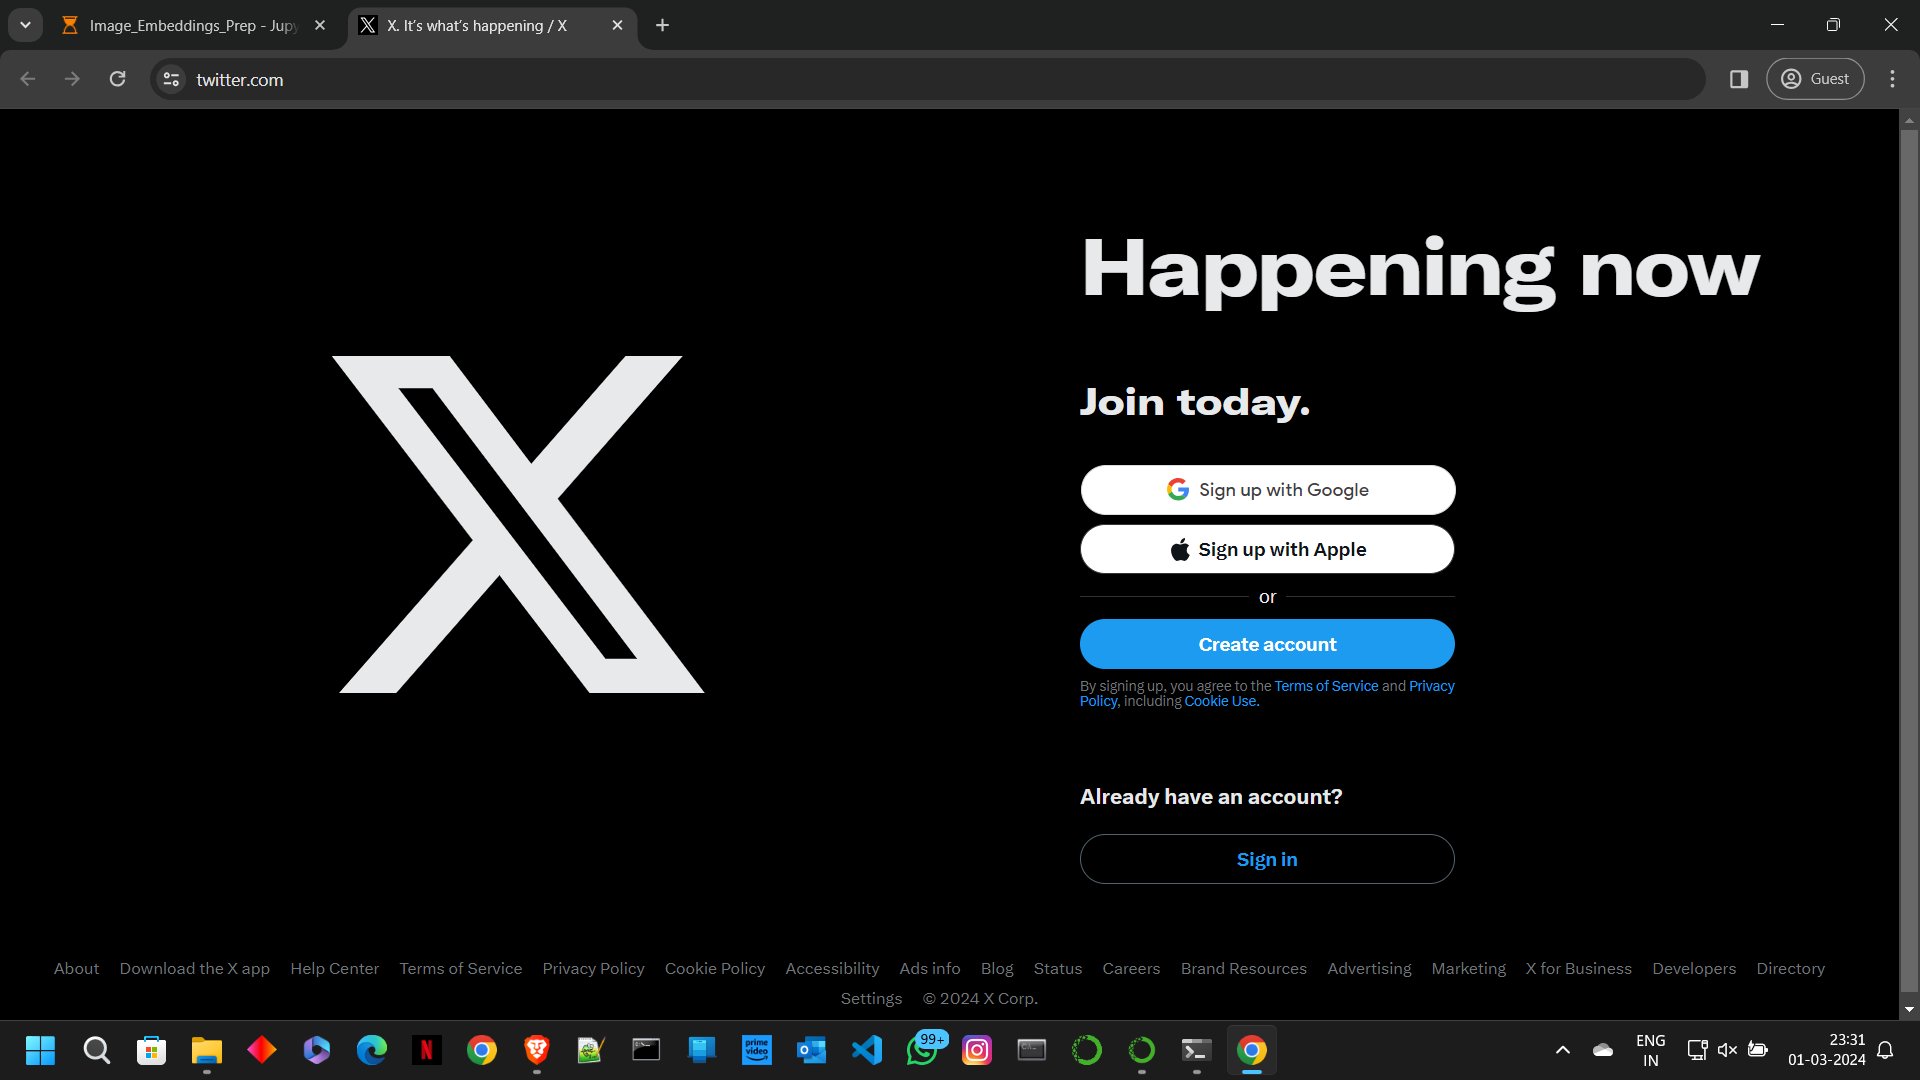 Image_Embeddings_Prep - Jupy
X. It's what's happening / X
twitter.com
Guest
Happening now
Join today.
Sign up with Google
Sign up with Apple
or
Create account
By signing up, you agree to the Terms of Service and Privacy
Policy, including Cookie Use.
Already have an account?
Sign in
About Download the X app Help Center Terms of Service Privacy Policy Cookie Policy Accessibility Ads info Blog Status Careers Brand Resources Advertising Marketing X for Business Developers Directory
Settings © 2024 X Corp.
prime video
99+
ENG
IN
23:31
01-03-2024